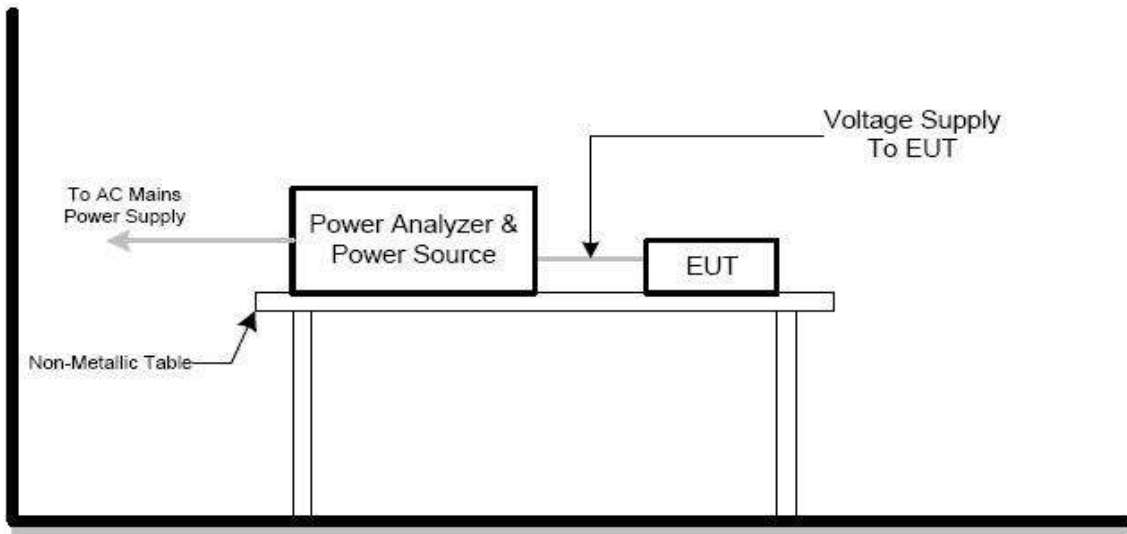 Voltage Supply
To EUT
To AC Mains
Power Supply
Power Analyzer &
Power Source
EUT
Non-Metallic Table